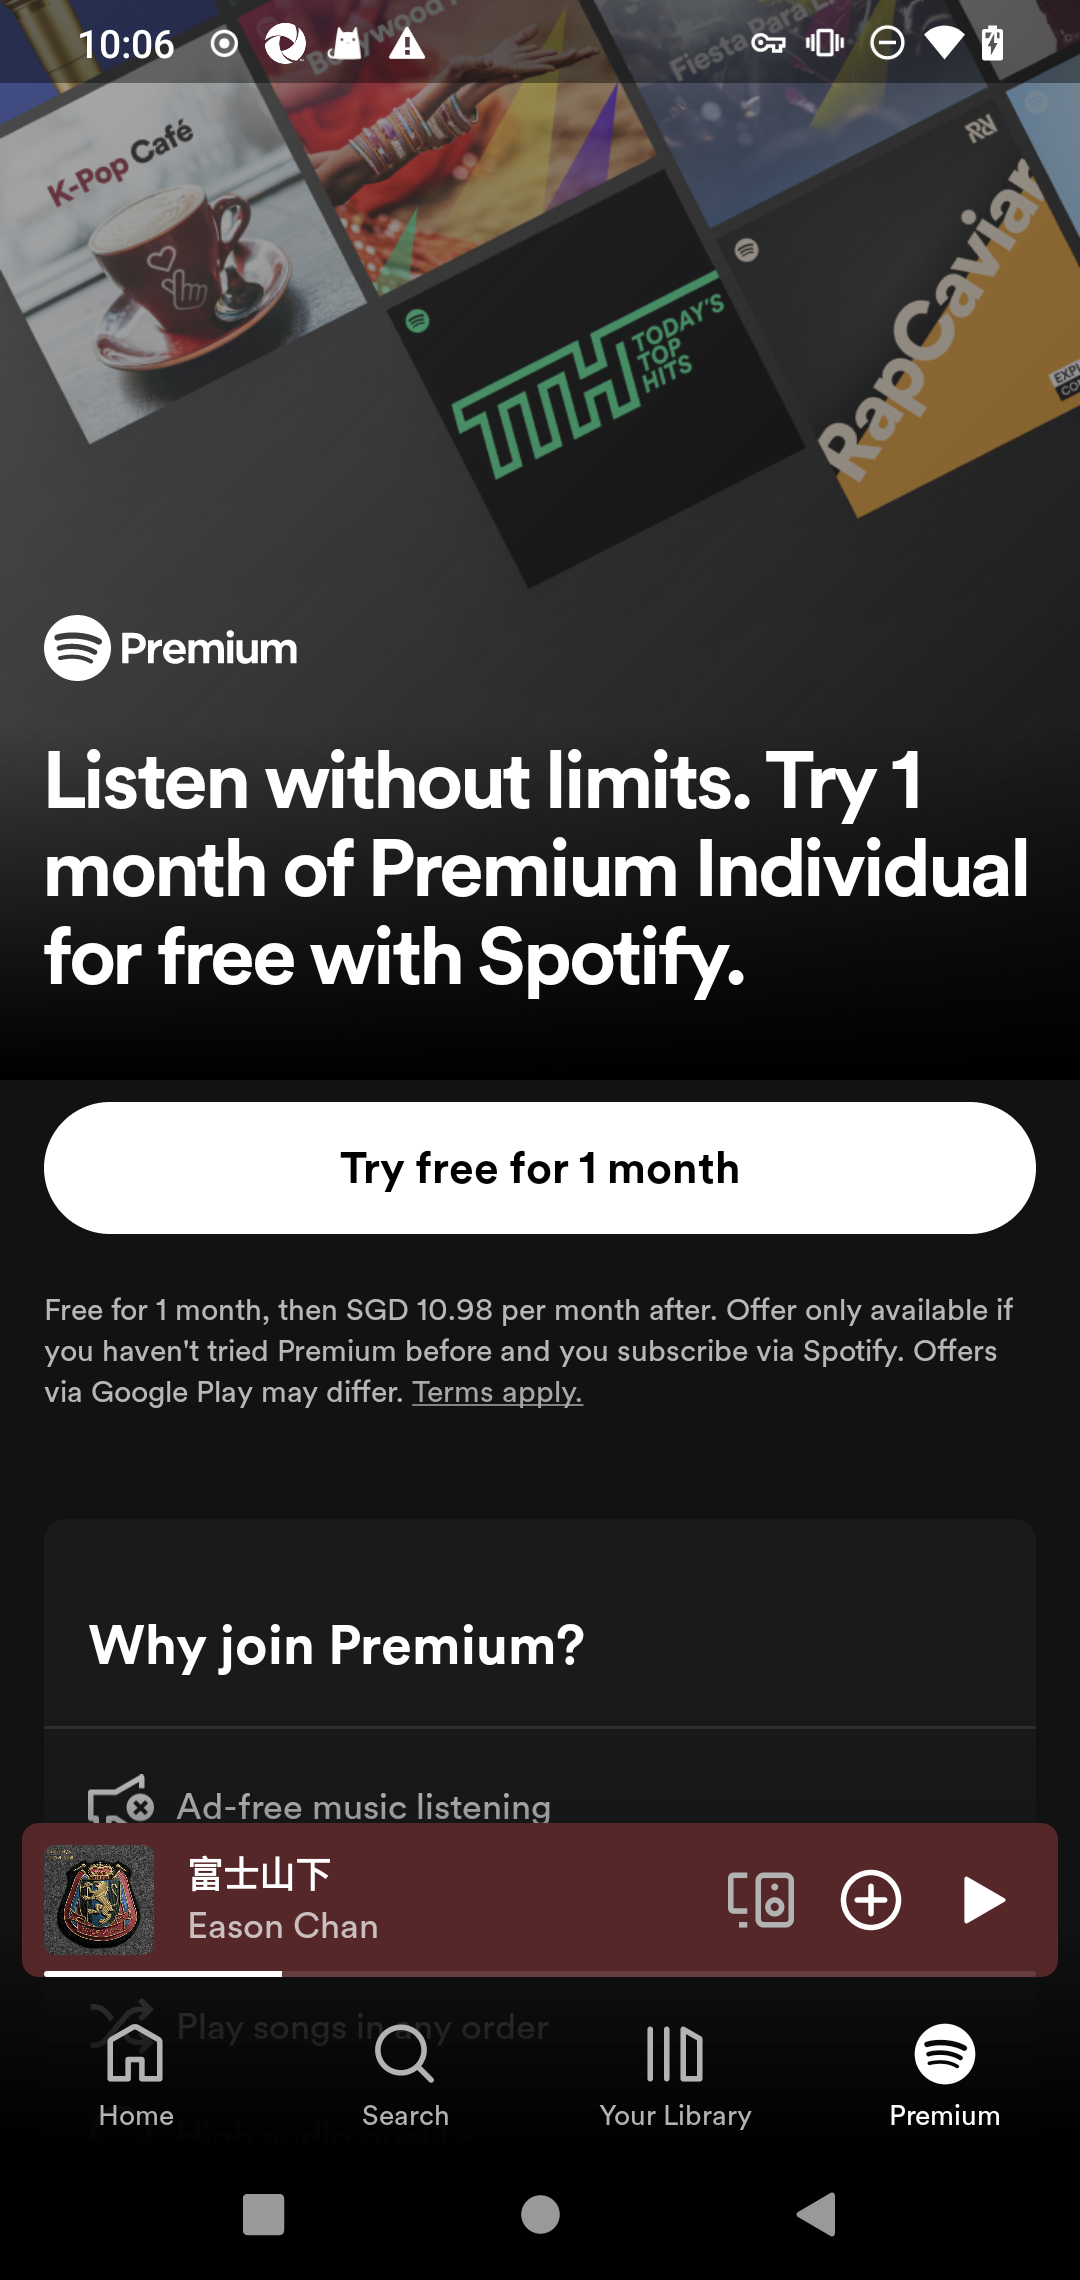 10:06
Bollywood
Fiesta Para
K-Pop Café
TODAY'S
TOP
HITS
RapCaviar
Premium
Listen without limits. Try 1
month of Premium Individual
for free with Spotify.
Try free for 1 month
Free for 1 month, then SGD 10.98 per month after. Offer only available if
you haven't tried Premium before and you subscribe via Spotify. Offers
via Google Play may differ. Terms apply.
Why join Premium?
Ad-free music listening
富士山下
Eason Chan
Play songs in any order
High audio quality
Home
Search
Your Library
Premium